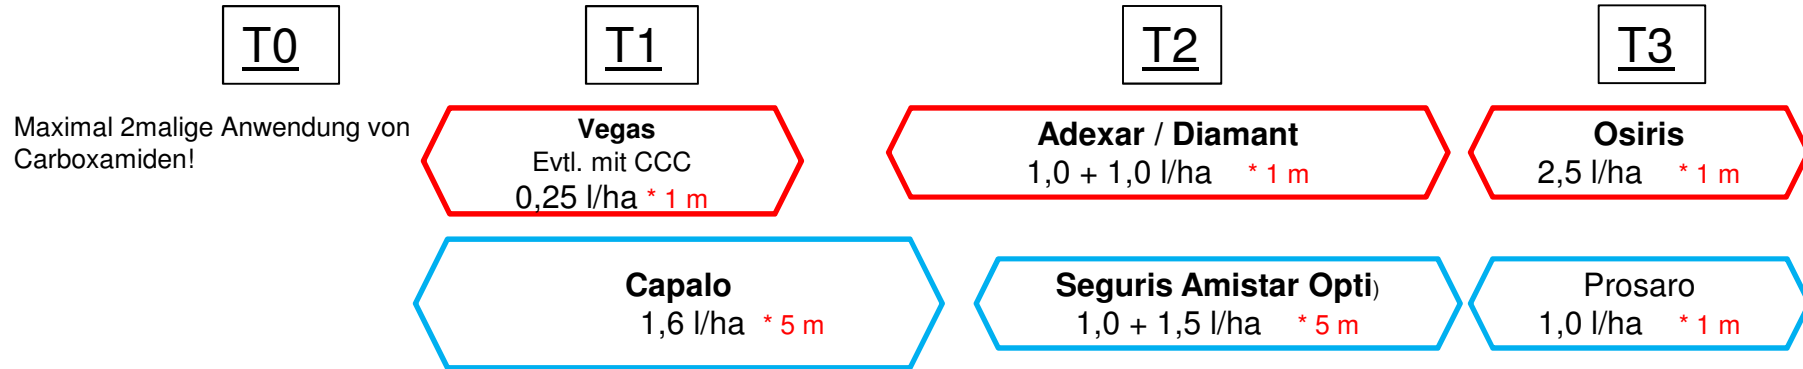 T0
T1
T2
T3
Maximal 2malige Anwendung von
Carboxamiden!
Vegas
Evtl. mit CCC
0,25 l/ha * 1 m
Adexar / Diamant
1,0 + 1,0 l/ha * 1 m
Osiris
2,5 l/ha * 1 m
Capalo
1,6 l/ha * 5 m
Seguris Amistar Opti)
1,0 + 1,5 l/ha * 5 m
Prosaro
1,0 l/ha * 1 m